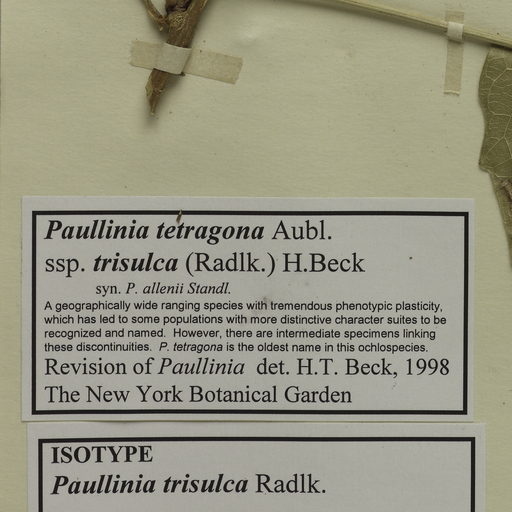 Paullinia tetragona Aubl.
ssp. trisulca (Radlk.) H.Beck
syn. P. allenii Standl.
A geographically wide ranging species with tremendous phenotypic plasticity,
which has led to some populations with more distinctive character suites to be
recognized and named. However, there are intermediate specimens linking
these discontinuities. P. tetragona is the oldest name in this ochlospecies.
Revision of Paullinia det. H.T. Beck, 1998
The New York Botanical Garden
ISOTYPE
Paullinia trisulca Radlk.